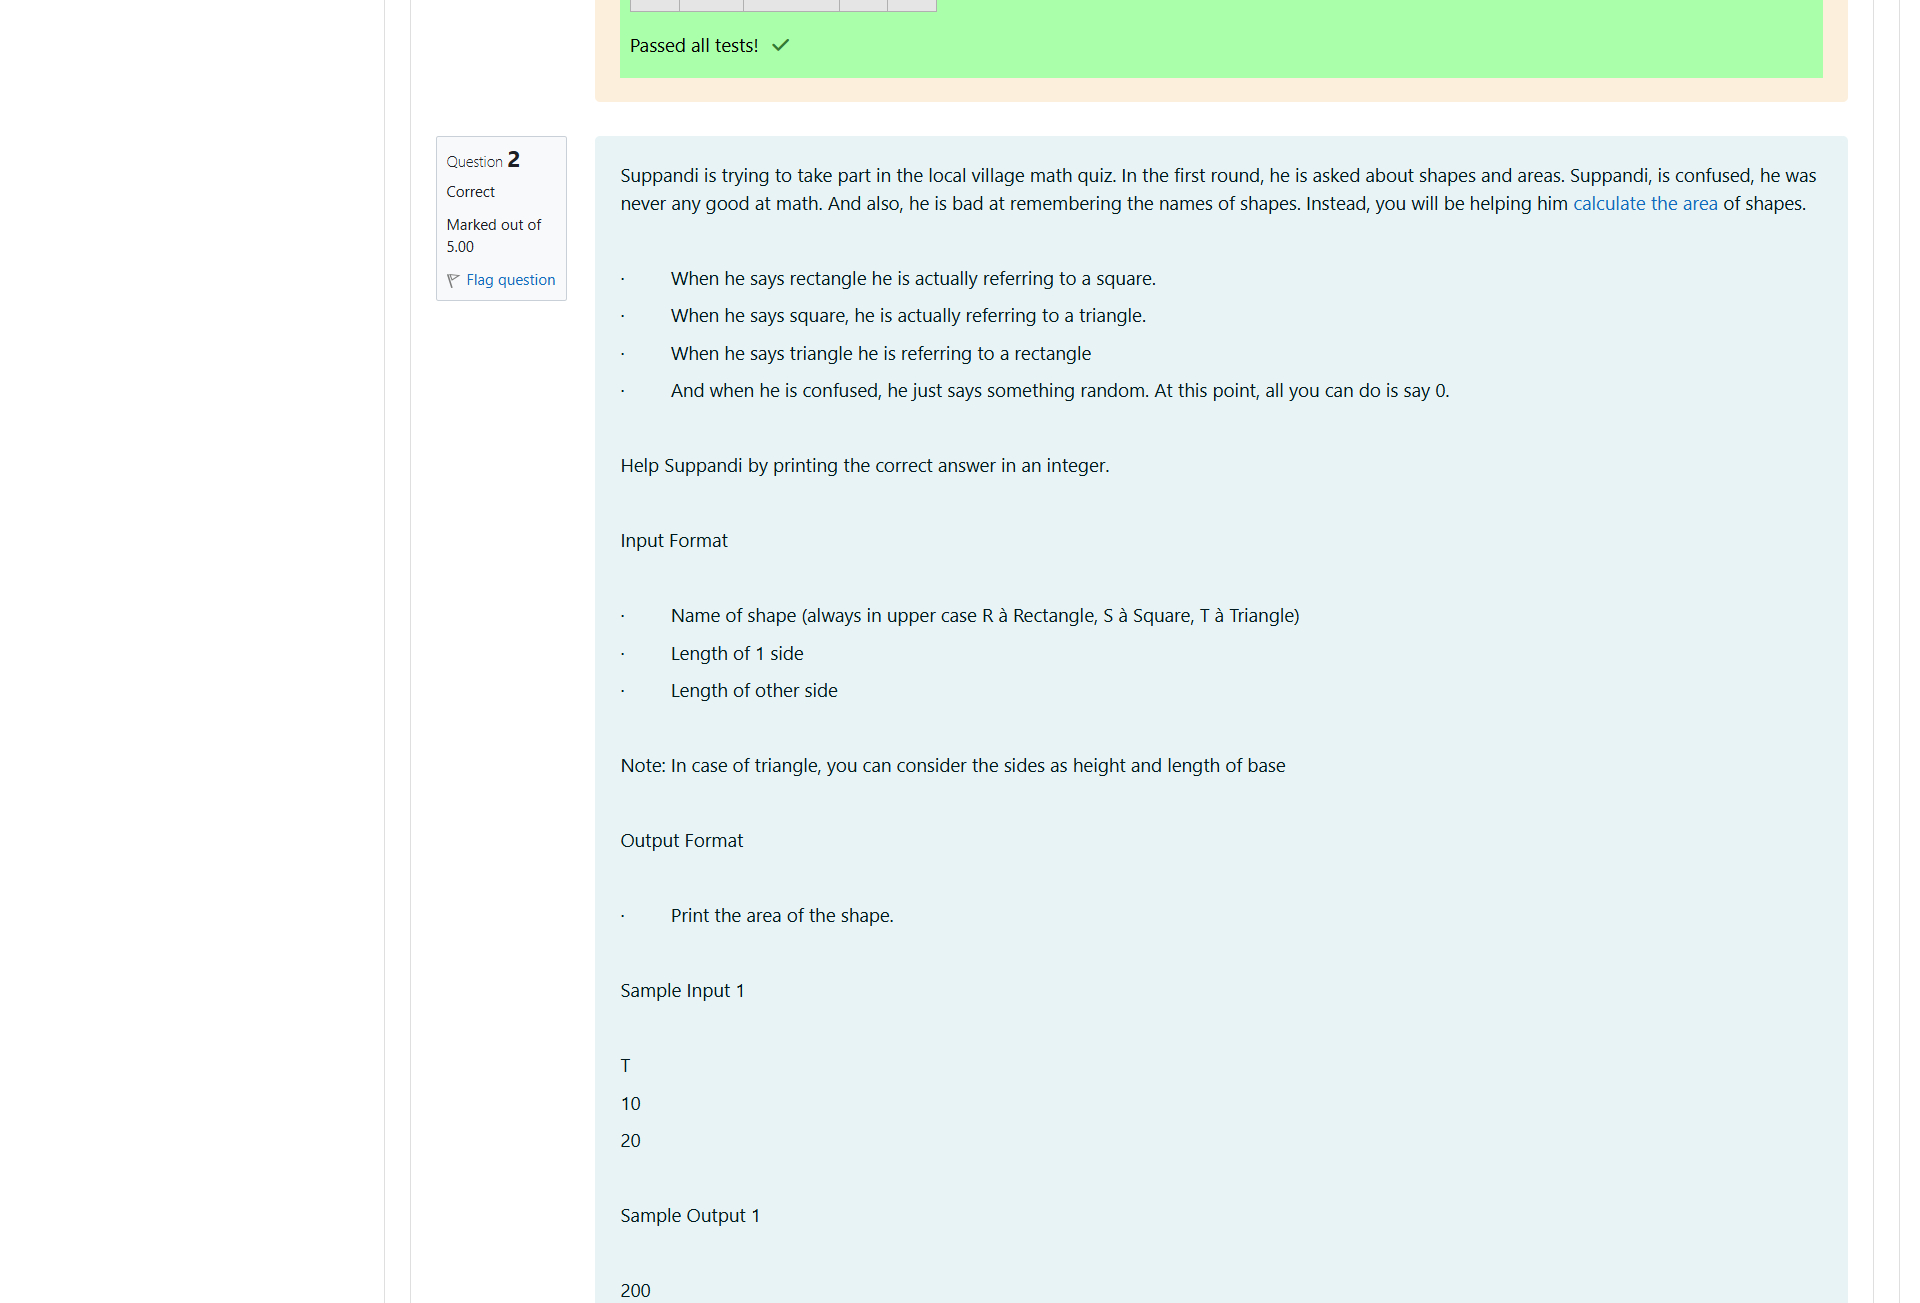 Passed all tests!
Question 2
Correct
Marked out of
5.00
Flag question
Suppandi is trying to take part in the local village math quiz. In the first round, he is asked about shapes and areas. Suppandi, is confused, he was
never any good at math. And also, he is bad at remembering the names of shapes. Instead, you will be helping him calculate the area of shapes.
· When he says rectangle he is actually referring to a square.
· When he says square, he is actually referring to a triangle.
· When he says triangle he is referring to a rectangle
· And when he is confused, he just says something random. At this point, all you can do is say 0.
Help Suppandi by printing the correct answer in an integer.
Input Format
· Name of shape (always in upper case R à Rectangle, S à Square, T à Triangle)
· Length of 1 side
· Length of other side
Note: In case of triangle, you can consider the sides as height and length of base
Output Format
· Print the area of the shape.
Sample Input 1
T
10
20
Sample Output 1
200